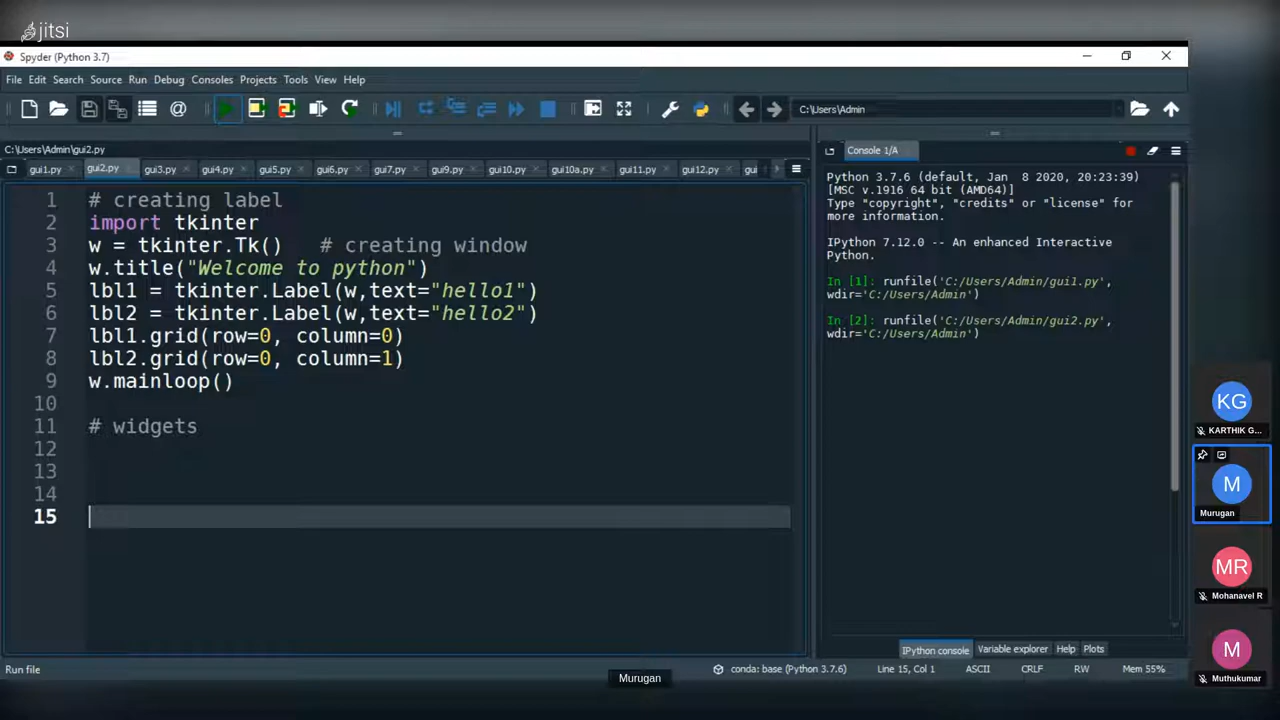 jitsi
Spyder (Python 3.7)
File Edit Search Source Run Debug Consoles Projects Tools View Help
C:\Users\Admin
C:\Users\Admin\gui2.py
gui1.py gui2.py gui3.py gui4.py gui5.py gui6.py gui7.py gui9.py gui10.py gui10a.py gui11.py gui12.py gui
Console 1/A
1 # creating label
2 import tkinter
3 w = tkinter.Tk() # creating window
4 w.title("Welcome to python")
5 lbl1 = tkinter.Label(w,text="hello1")
6 lbl2 = tkinter.Label(w,text="hello2")
7 lbl1.grid(row=0, column=0)
8 lbl2.grid(row=0, column=1)
9 w.mainloop()
10
11 # widgets
12
13
14
15
Python 3.7.6 (default, Jan 8 2020, 20:23:39)
[MSC v.1916 64 bit (AMD64)]
Type "copyright", "credits" or "license" for
more information.
IPython 7.12.0 -- An enhanced Interactive
Python.
In [1]: runfile('C:/Users/Admin/gui1.py',
wdir='C:/Users/Admin')
In [2]: runfile('C:/Users/Admin/gui2.py',
wdir='C:/Users/Admin')
IPython console Variable explorer Help Plots
Run file
conda: base (Python 3.7.6) Line 15, Col 1 ASCII CRLF RW Mem 55%
Murugan
KG
KARTHIK G...
M
Murugan
MR
Mohanavel R
M
Muthukumar